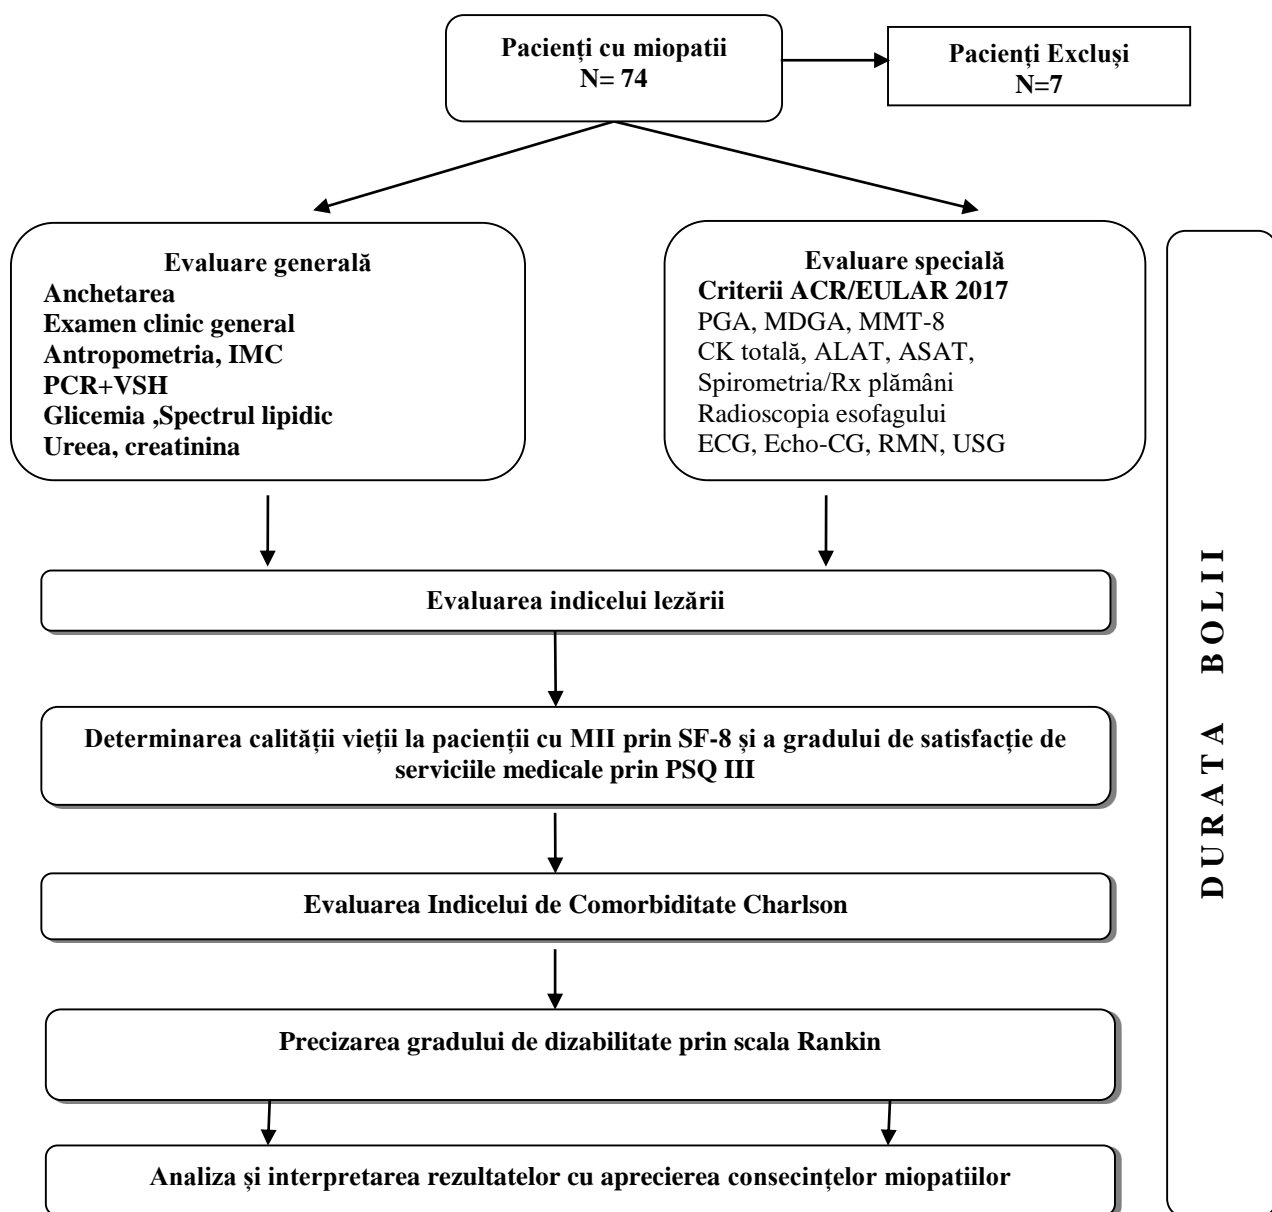 Pacienți cu miopatii
N= 74
Pacienți Excluși
N=7
Evaluare generală
Anchetarea
Examen clinic general
Antropometria, IMC
PCR+VSH
Glicemia ,Spectrul lipidic
Ureea, creatinina
Evaluare specială
Criterii ACR/EULAR 2017
PGA, MDGA, MMT-8
CK totală, ALAT, ASAT,
Spirometria/Rx plămâni
Radioscopia esofagului
ECG, Echo-CG, RMN, USG
Evaluarea indicelui lezării
Determinarea calității vieții la pacienții cu MII prin SF-8 și a gradului de satisfacție de
serviciile medicale prin PSQ III
Evaluarea Indicelui de Comorbiditate Charlson
Precizarea gradului de dizabilitate prin scala Rankin
Analiza și interpretarea rezultatelor cu aprecierea consecințelor miopatiilor
DURATA BOLII